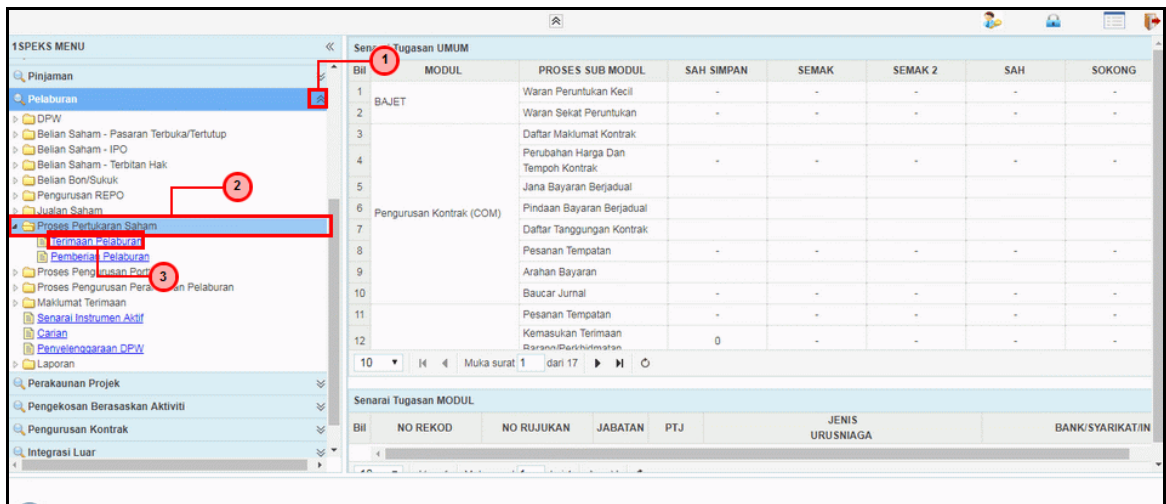 1SPEKS MENU
Pinjaman
Pelaburan
DPW
Belian Saham - Pasaran Terbuka/Tertutup
Belian Saham - IPO
Belian Saham - Terbitan Hak
Belian Bon/Sukuk
Pengurusan REPO
Jualan Saham
Proses Pertukaran Saham
Terimaan Pelaburan
Pemberian Pelaburan
Proses Pengurusan
Proses Pengurusan Pelaburan
Maklumat Terimaan
Senarai Instrumen Aktif
Carian
Penyelenggaraan DPW
Laporan
Perakaunan Projek
Pengekosan Berasaskan Aktiviti
Pengurusan Kontrak
Integrasi Luar
1
2
3
Tugasan UMUM
Bil MODUL PROSES SUB MODUL SAH SIMPAN SEMAK SEMAK 2 SAH SOKONG
1 BAJET Waran Peruntukan Kecil - - - - -
2 Waran Sekat Peruntukan - - - - -
3 Daftar Maklumat Kontrak
4 Perubahan Harga Dan
Tempoh Kontrak - - - - -
5 Jana Bayaran Berjadual
6 Pengurusan Kontrak (COM) Pindaan Bayaran Berjadual
7 Daftar Tanggungan Kontrak
8 Pesanan Tempatan - - - - -
9 Arahan Bayaran
10 Baucar Jurnal - - - - -
11 Pesanan Tempatan - - - - -
12 Kemasukan Terimaan
Barang/Perkhidmatan 0 - - - -
10 Muka surat 1 dari 17
Senarai Tugasan MODUL
Bil NO REKOD NO RUJUKAN JABATAN PTJ JENIS
URUSNIAGA BANK/SYARIKAT/IN